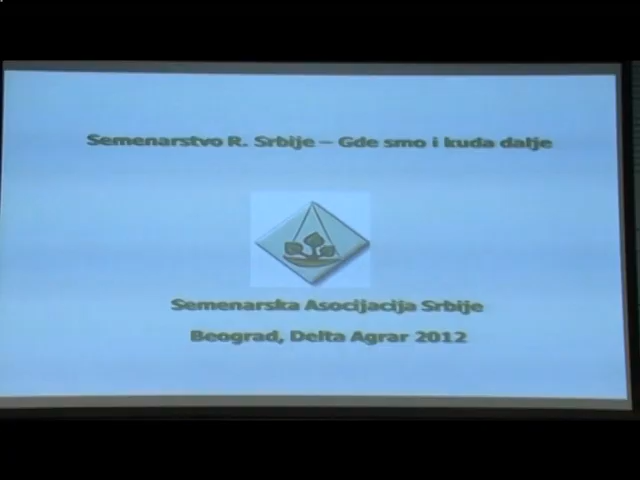 Semenarstvo R. Srbije – Gde smo i kuda dalje
Semenarska Asocijacija Srbije
Beograd, Delta Agrar 2012